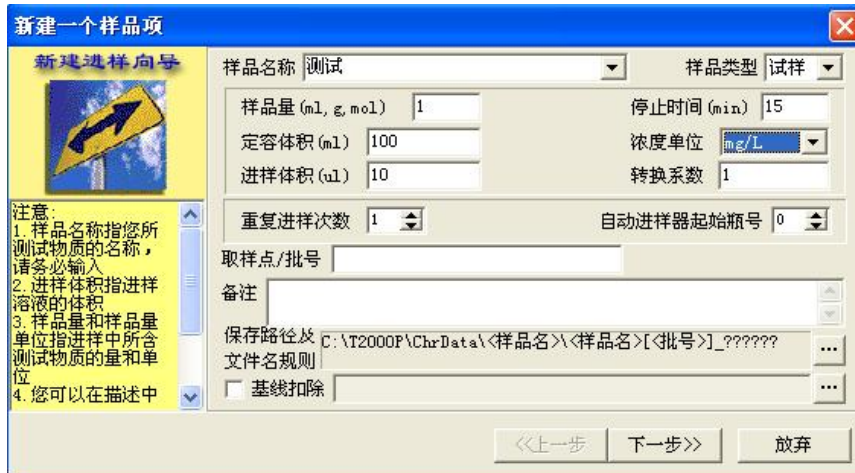 新建一个样品项
新建进样向导
样品名称 测试 样品类型 试样
样品量(ml,g,mol) 1 停止时间(min) 15
定容体积(ml) 100 浓度单位 mg/L
进样体积(ul) 10 转换系数 1
重复进样次数 1 自动进样器起始瓶号 0
取样点/批号
备注
保存路径及
文件名规则
C:\T2000P\ChrData\<样品名>\<样品名>[<批号>]_??????
...
基线扣除
...
注意:
1.样品名称指您所
测试物质的名称，
请务必输入
2.进样体积指进样
溶液的体积
3.样品量和样品量
单位指进样中所含
测试物质的量和单
位
4.您可以在描述中
<<上一步 下一步>> 放弃